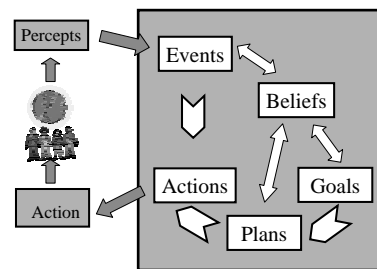 Percepts
Events
Beliefs
Actions
Goals
Action
Plans